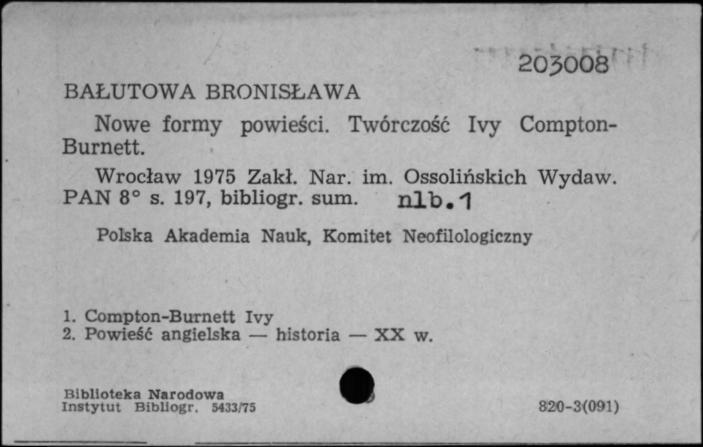 203008
BAŁUTOWA BRONISŁAWA
Nowe formy powieści. Twórczość Ivy Compton-
Burnett.
Wrocław 1975 Zakł. Nar. im. Ossolińskich Wydaw.
PAN 8° s. 197, bibliogr. sum. nlb.1
Polska Akademia Nauk, Komitet Neofilologiczny
1. Compton-Burnett Ivy
2. Powieść angielska — historia — XX w.
Biblioteka Narodowa
Instytut Bibliogr. 5433/75
820-3(091)